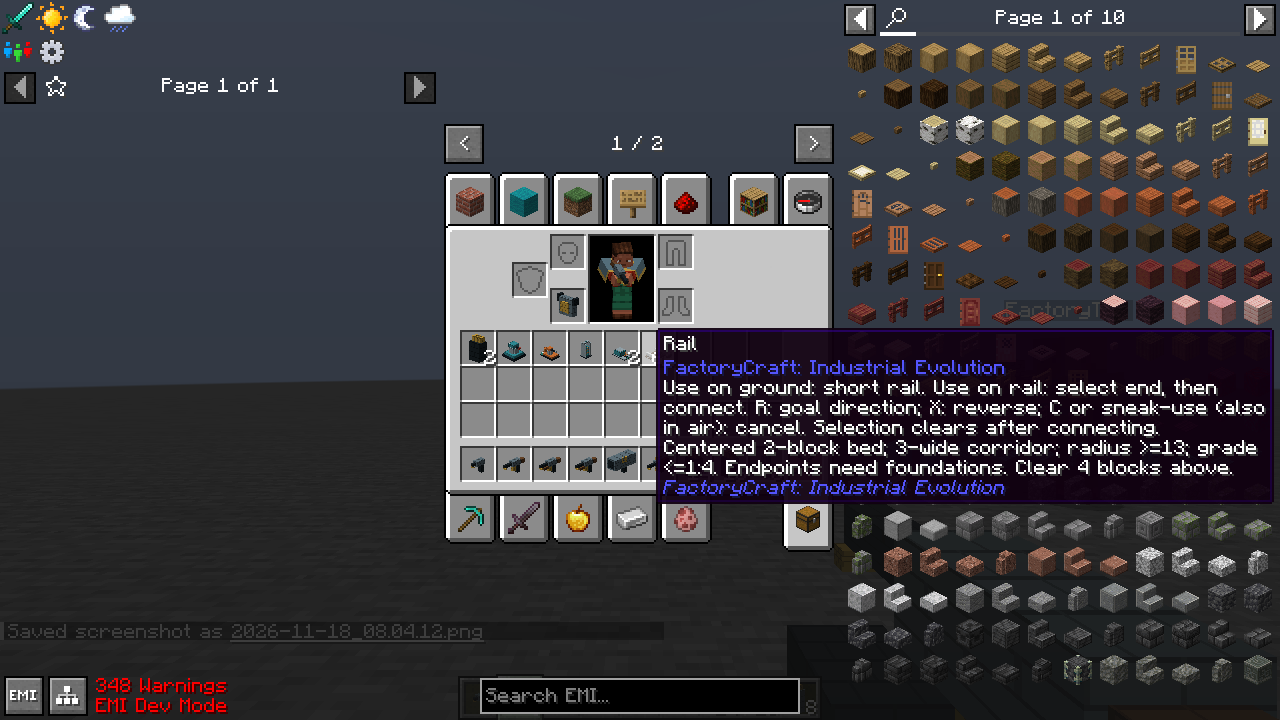 Page 1 of 10
Page 1 of 1
1 / 2
2
2
Rail
FactoryCraft: Industrial Evolution
Use on ground: short rail. Use on rail: select end, then
connect. R: goal direction; X: reverse; C or sneak-use (also
in air): cancel. Selection clears after connecting.
Centered 2-block bed; 3-wide corridor; radius >=13; grade
<=1:4. Endpoints need foundations. Clear 4 blocks above.
FactoryCraft: Industrial Evolution
Saved screenshot as 2026-11-18_08.04.12.png
EMI
348 Warnings
EMI Dev Mode
Search EMI...
8